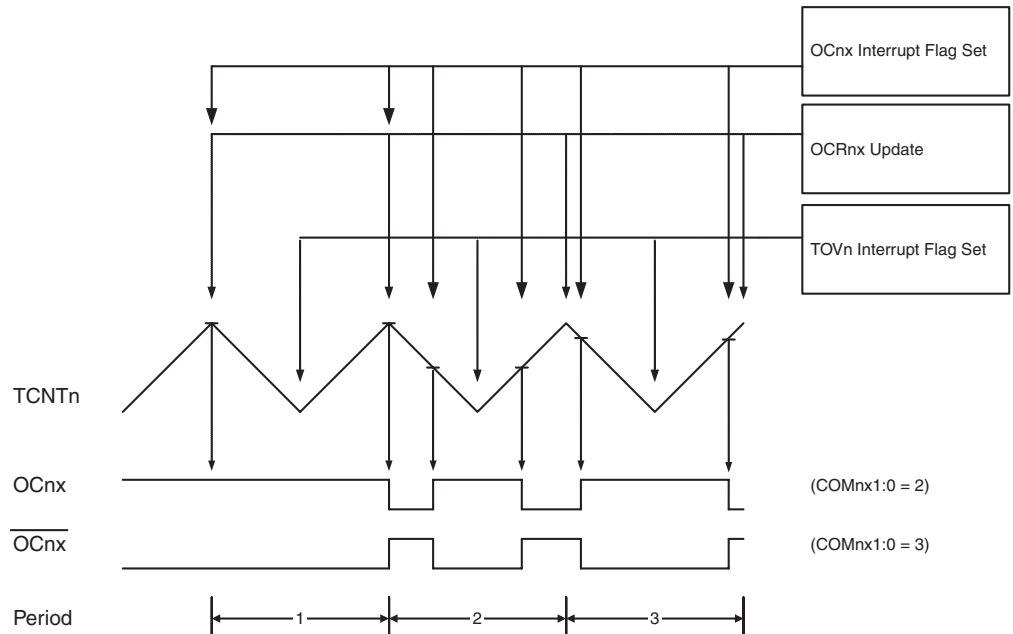 OCnx Interrupt Flag Set
OCRnx Update
TOVn Interrupt Flag Set
TCNTn
OCnx
(COMnx1:0 = 2)
OCnx
(COMnx1:0 = 3)
Period
1
2
3